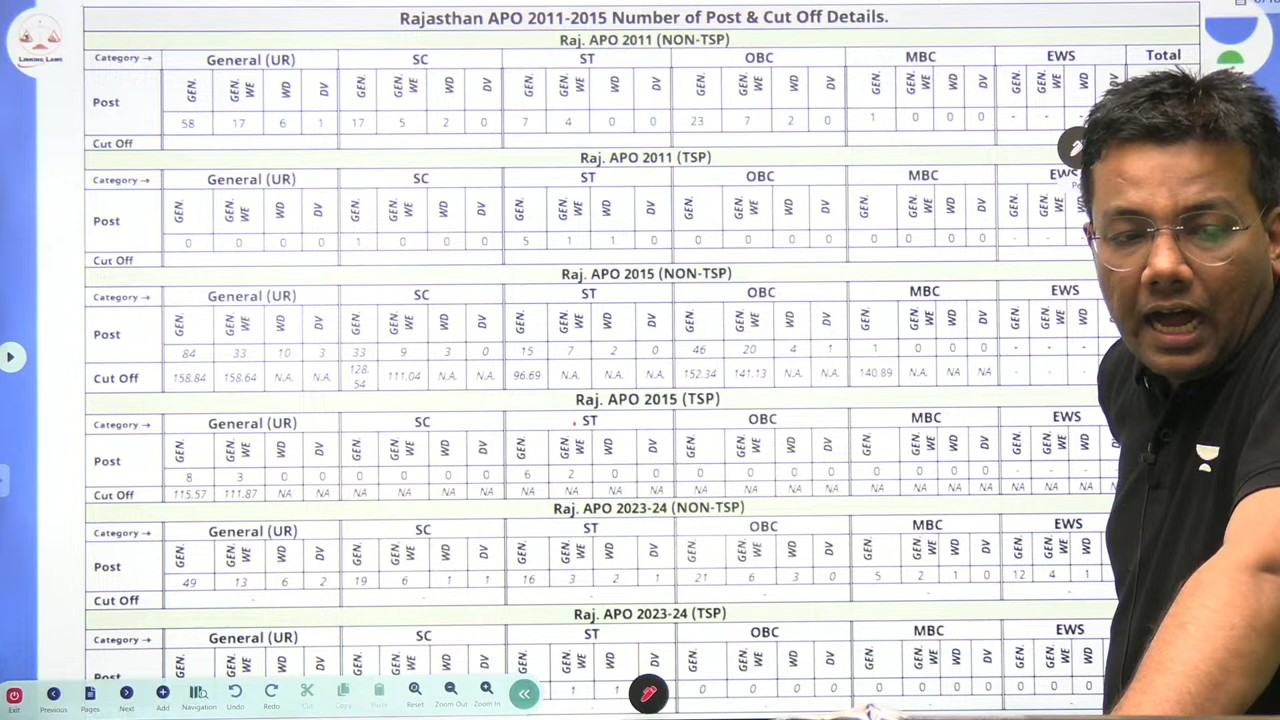 Rajasthan APO 2011-2015 Number of Post & Cut Off Details.
LINKING LAWS
Raj. APO 2011 (NON-TSP)
Category → General (UR) SC ST OBC MBC EWS Total
Post GEN. GEN. WE WD DV GEN. GEN. WE WD DV GEN. GEN. WE WD DV GEN. GEN. WE WD DV GEN. GEN. WE WD DV GEN. GEN. WE WD DV
58 17 6 1 17 5 2 0 7 4 0 0 23 7 2 0 1 0 0 0 - - -
Cut Off
Raj. APO 2011 (TSP)
Category → General (UR) SC ST OBC MBC EWS
Post GEN. GEN. WE WD DV GEN. GEN. WE WD DV GEN. GEN. WE WD DV GEN. GEN. WE WD DV GEN. GEN. WE WD DV GEN. GEN. WE WD
0 0 0 0 1 0 0 0 5 1 1 0 0 0 0 0 0 0 0 0 - - -
Cut Off
Raj. APO 2015 (NON-TSP)
Category → General (UR) SC ST OBC MBC EWS
Post GEN. GEN. WE WD DV GEN. GEN. WE WD DV GEN. GEN. WE WD DV GEN. GEN. WE WD DV GEN. GEN. WE WD DV GEN. GEN. WE WD
84 33 10 3 33 9 3 0 15 7 2 0 46 20 4 1 1 0 0 0 - - -
Cut Off 158.84 158.64 N.A. N.A. 128.54 111.04 N.A. N.A. 96.69 N.A. N.A. N.A. 152.34 141.13 N.A. N.A. 140.89 N.A. NA NA - - -
Raj. APO 2015 (TSP)
Category → General (UR) SC ST OBC MBC EWS
Post GEN. GEN. WE WD DV GEN. GEN. WE WD DV GEN. GEN. WE WD DV GEN. GEN. WE WD DV GEN. GEN. WE WD DV GEN. GEN. WE WD
8 3 0 0 0 0 0 0 6 2 0 0 0 0 0 0 0 0 0 0 - - -
Cut Off 115.57 111.87 NA NA NA NA NA NA NA NA NA NA NA NA NA NA NA NA NA NA NA NA NA
Raj. APO 2023-24 (NON-TSP)
Category → General (UR) SC ST OBC MBC EWS
Post GEN. GEN. WE WD DV GEN. GEN. WE WD DV GEN. GEN. WE WD DV GEN. GEN. WE WD DV GEN. GEN. WE WD DV GEN. GEN. WE WD
49 13 6 2 19 6 1 1 16 3 2 1 21 6 3 0 5 2 1 0 12 4 1
Cut Off - - - - - -
Raj. APO 2023-24 (TSP)
Category → General (UR) SC ST OBC MBC EWS
Post GEN. GEN. WE WD DV GEN. GEN. WE WD DV GEN. GEN. WE WD DV GEN. GEN. WE WD DV GEN. GEN. WE WD DV GEN. GEN. WE WD
1 1 0 0 0 0 0 0 0 0 0 0 0
Exit Previous Pages Next Add Navigation Undo Redo Cut Copy Paste Reset Zoom Out Zoom In